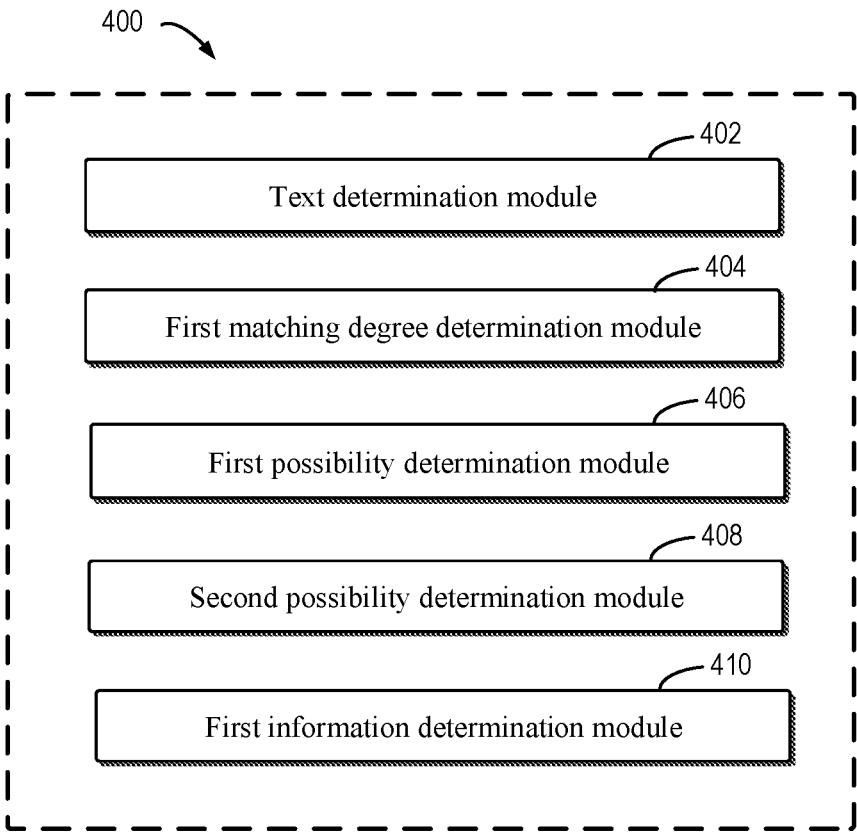 400
402
Text determination module
404
First matching degree determination module
406
First possibility determination module
408
Second possibility determination module
410
First information determination module